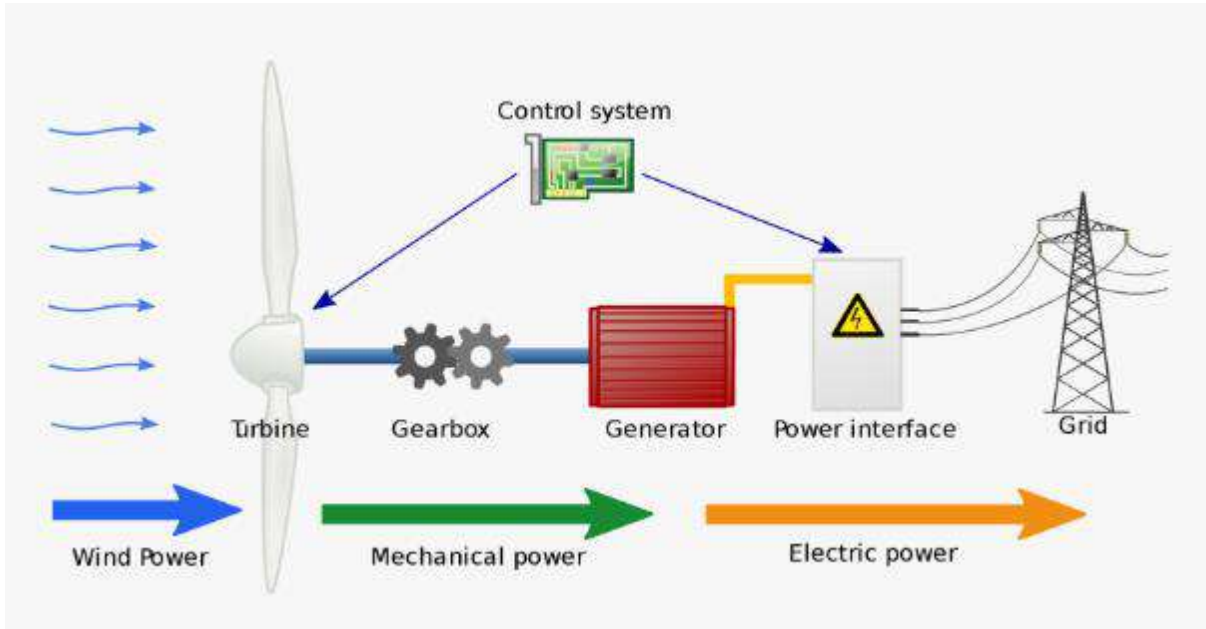 Control system
Turbine
Gearbox
Generator
Power interface
Grid
Wind Power
Mechanical power
Electric power